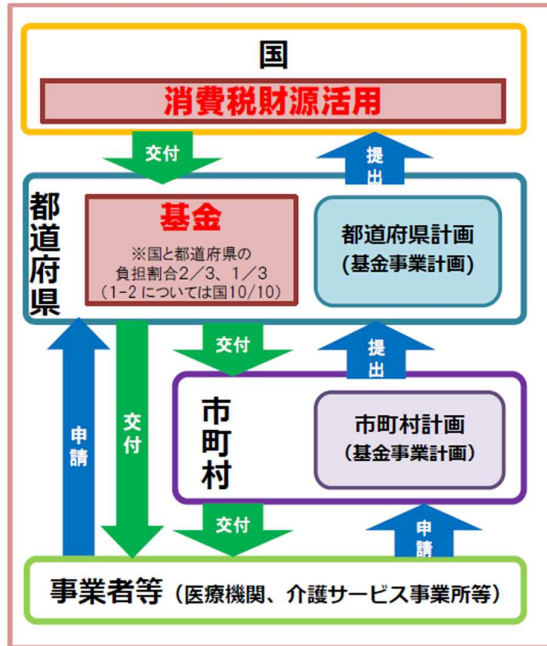 国
消費税財源活用
交付
提出
都道府県
基金
※国と都道府県の
負担割合2/3、1/3
(1-2については国10/10)
都道府県計画
(基金事業計画)
申請
交付
交付
提出
市町村
市町村計画
(基金事業計画)
交付
申請
事業者等(医療機関、介護サービス事業所等)